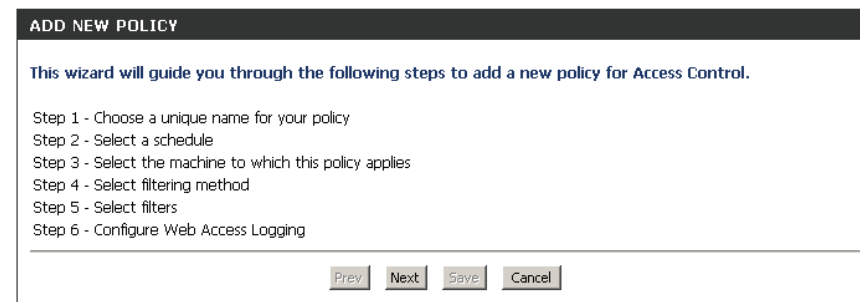 ADD NEW POLICY
This wizard will guide you through the following steps to add a new policy for Access Control.
Step 1 - Choose a unique name for your policy
Step 2 - Select a schedule
Step 3 - Select the machine to which this policy applies
Step 4 - Select filtering method
Step 5 - Select filters
Step 6 - Configure Web Access Logging
Prev Next Save Cancel